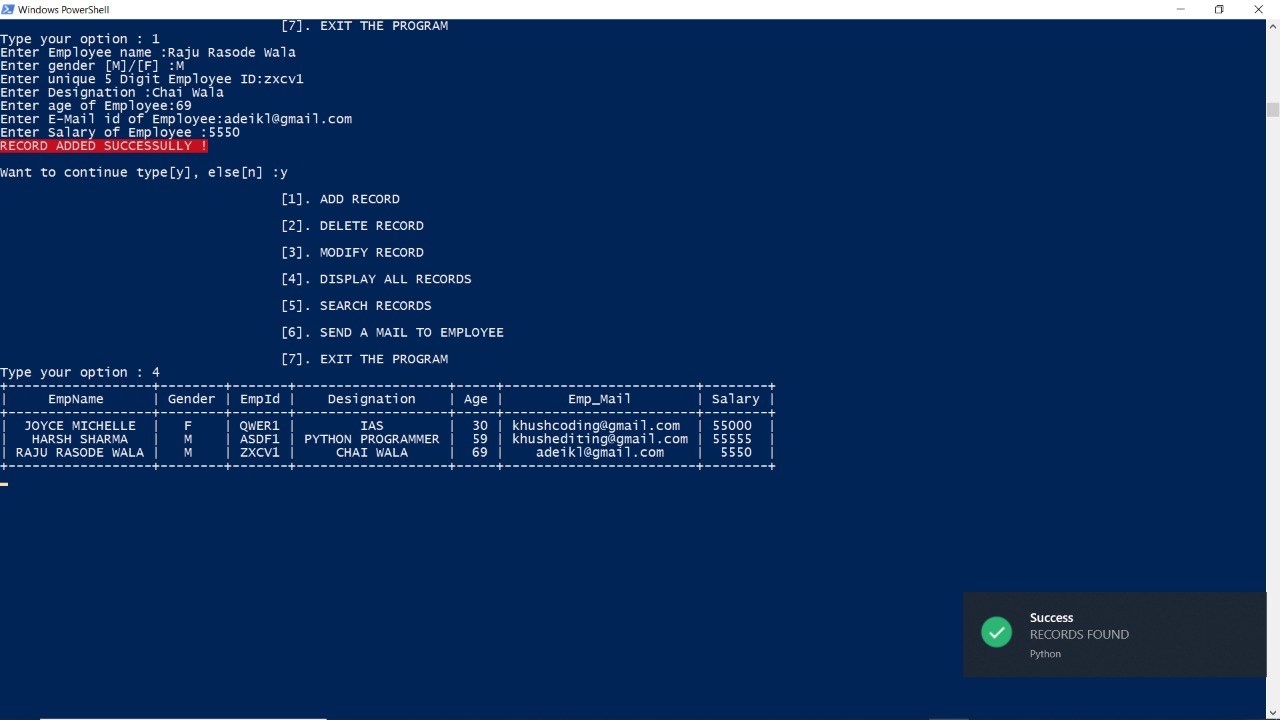 Windows PowerShell
[7]. EXIT THE PROGRAM
Type your option : 1
Enter Employee name :Raju Rasode Wala
Enter gender [M]/[F] :M
Enter unique 5 Digit Employee ID:zxcv1
Enter Designation :Chai Wala
Enter age of Employee:69
Enter E-Mail id of Employee:adeikl@gmail.com
Enter Salary of Employee :5550
RECORD ADDED SUCCESSULLY !
Want to continue type[y], else[n] :y
[1]. ADD RECORD
[2]. DELETE RECORD
[3]. MODIFY RECORD
[4]. DISPLAY ALL RECORDS
[5]. SEARCH RECORDS
[6]. SEND A MAIL TO EMPLOYEE
[7]. EXIT THE PROGRAM
Type your option : 4
+------------------+--------+-------+-------------------+-----+------------------------+--------+
|     EmpName      | Gender | EmpId |    Designation    | Age |        Emp_Mail        | Salary |
+------------------+--------+-------+-------------------+-----+------------------------+--------+
|  JOYCE MICHELLE  |   F    | QWER1 |        IAS        |  30 | khushcoding@gmail.com  | 55000  |
|   HARSH SHARMA   |   M    | ASDF1 | PYTHON PROGRAMMER |  59 | khushediting@gmail.com | 55555  |
| RAJU RASODE WALA |   M    | ZXCV1 |     CHAI WALA     |  69 |    adeikl@gmail.com    |  5550  |
+------------------+--------+-------+-------------------+-----+------------------------+--------+
Success
RECORDS FOUND
Python